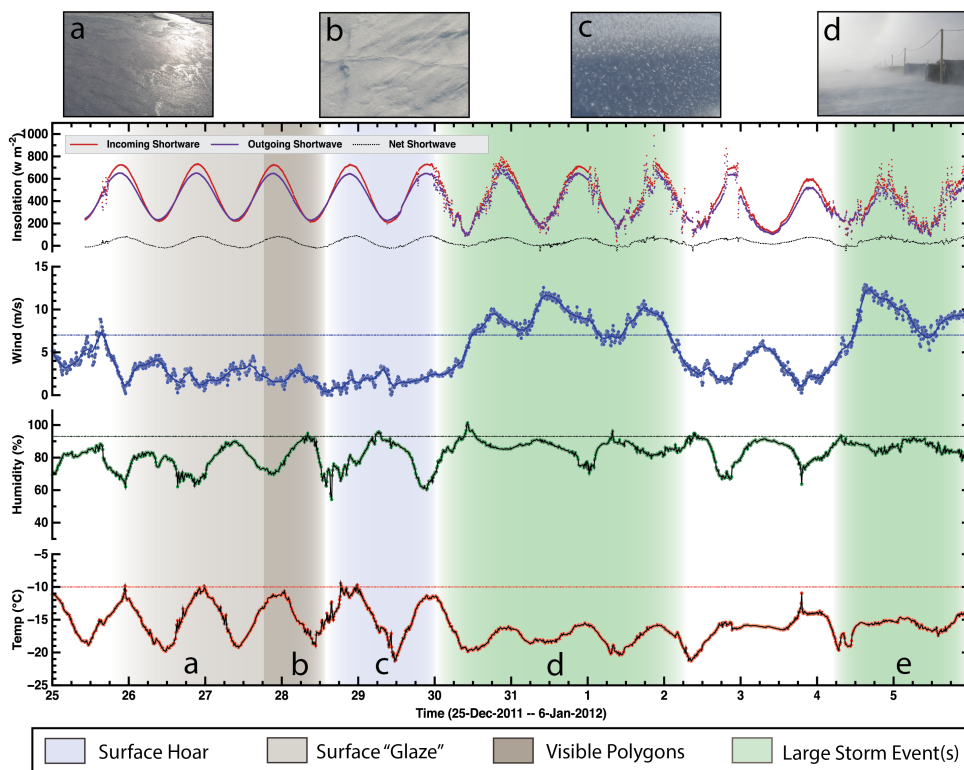 a
b
c
d
Incoming Shortware
Outgoing Shortwave
Net Shortwave
Insolation (wv m-2)
1000
800
600
400
200
0
Wind (m/s)
15
10
5
0
Humidity (%)
100
80
60
40
Temp (°C)
−5
−10
−15
−20
−25
a
b
c
d
e
25
26
27
28
29
30
31
1
2
3
4
5
Time (25-Dec-2011 -- 6-Jan-2012)
Surface Hoar
Surface "Glaze"
Visible Polygons
Large Storm Event(s)